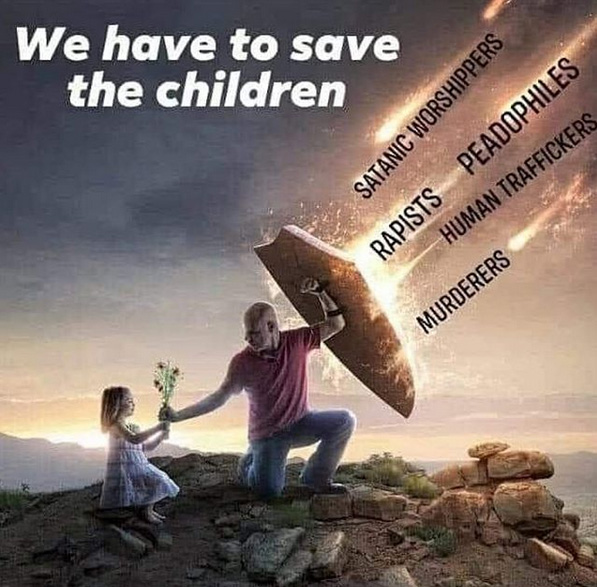 We have to save
the children
SATANIC WORSHIPPERS
PEADOPHILES
RAPISTS
HUMAN TRAFFICKERS
MURDERERS